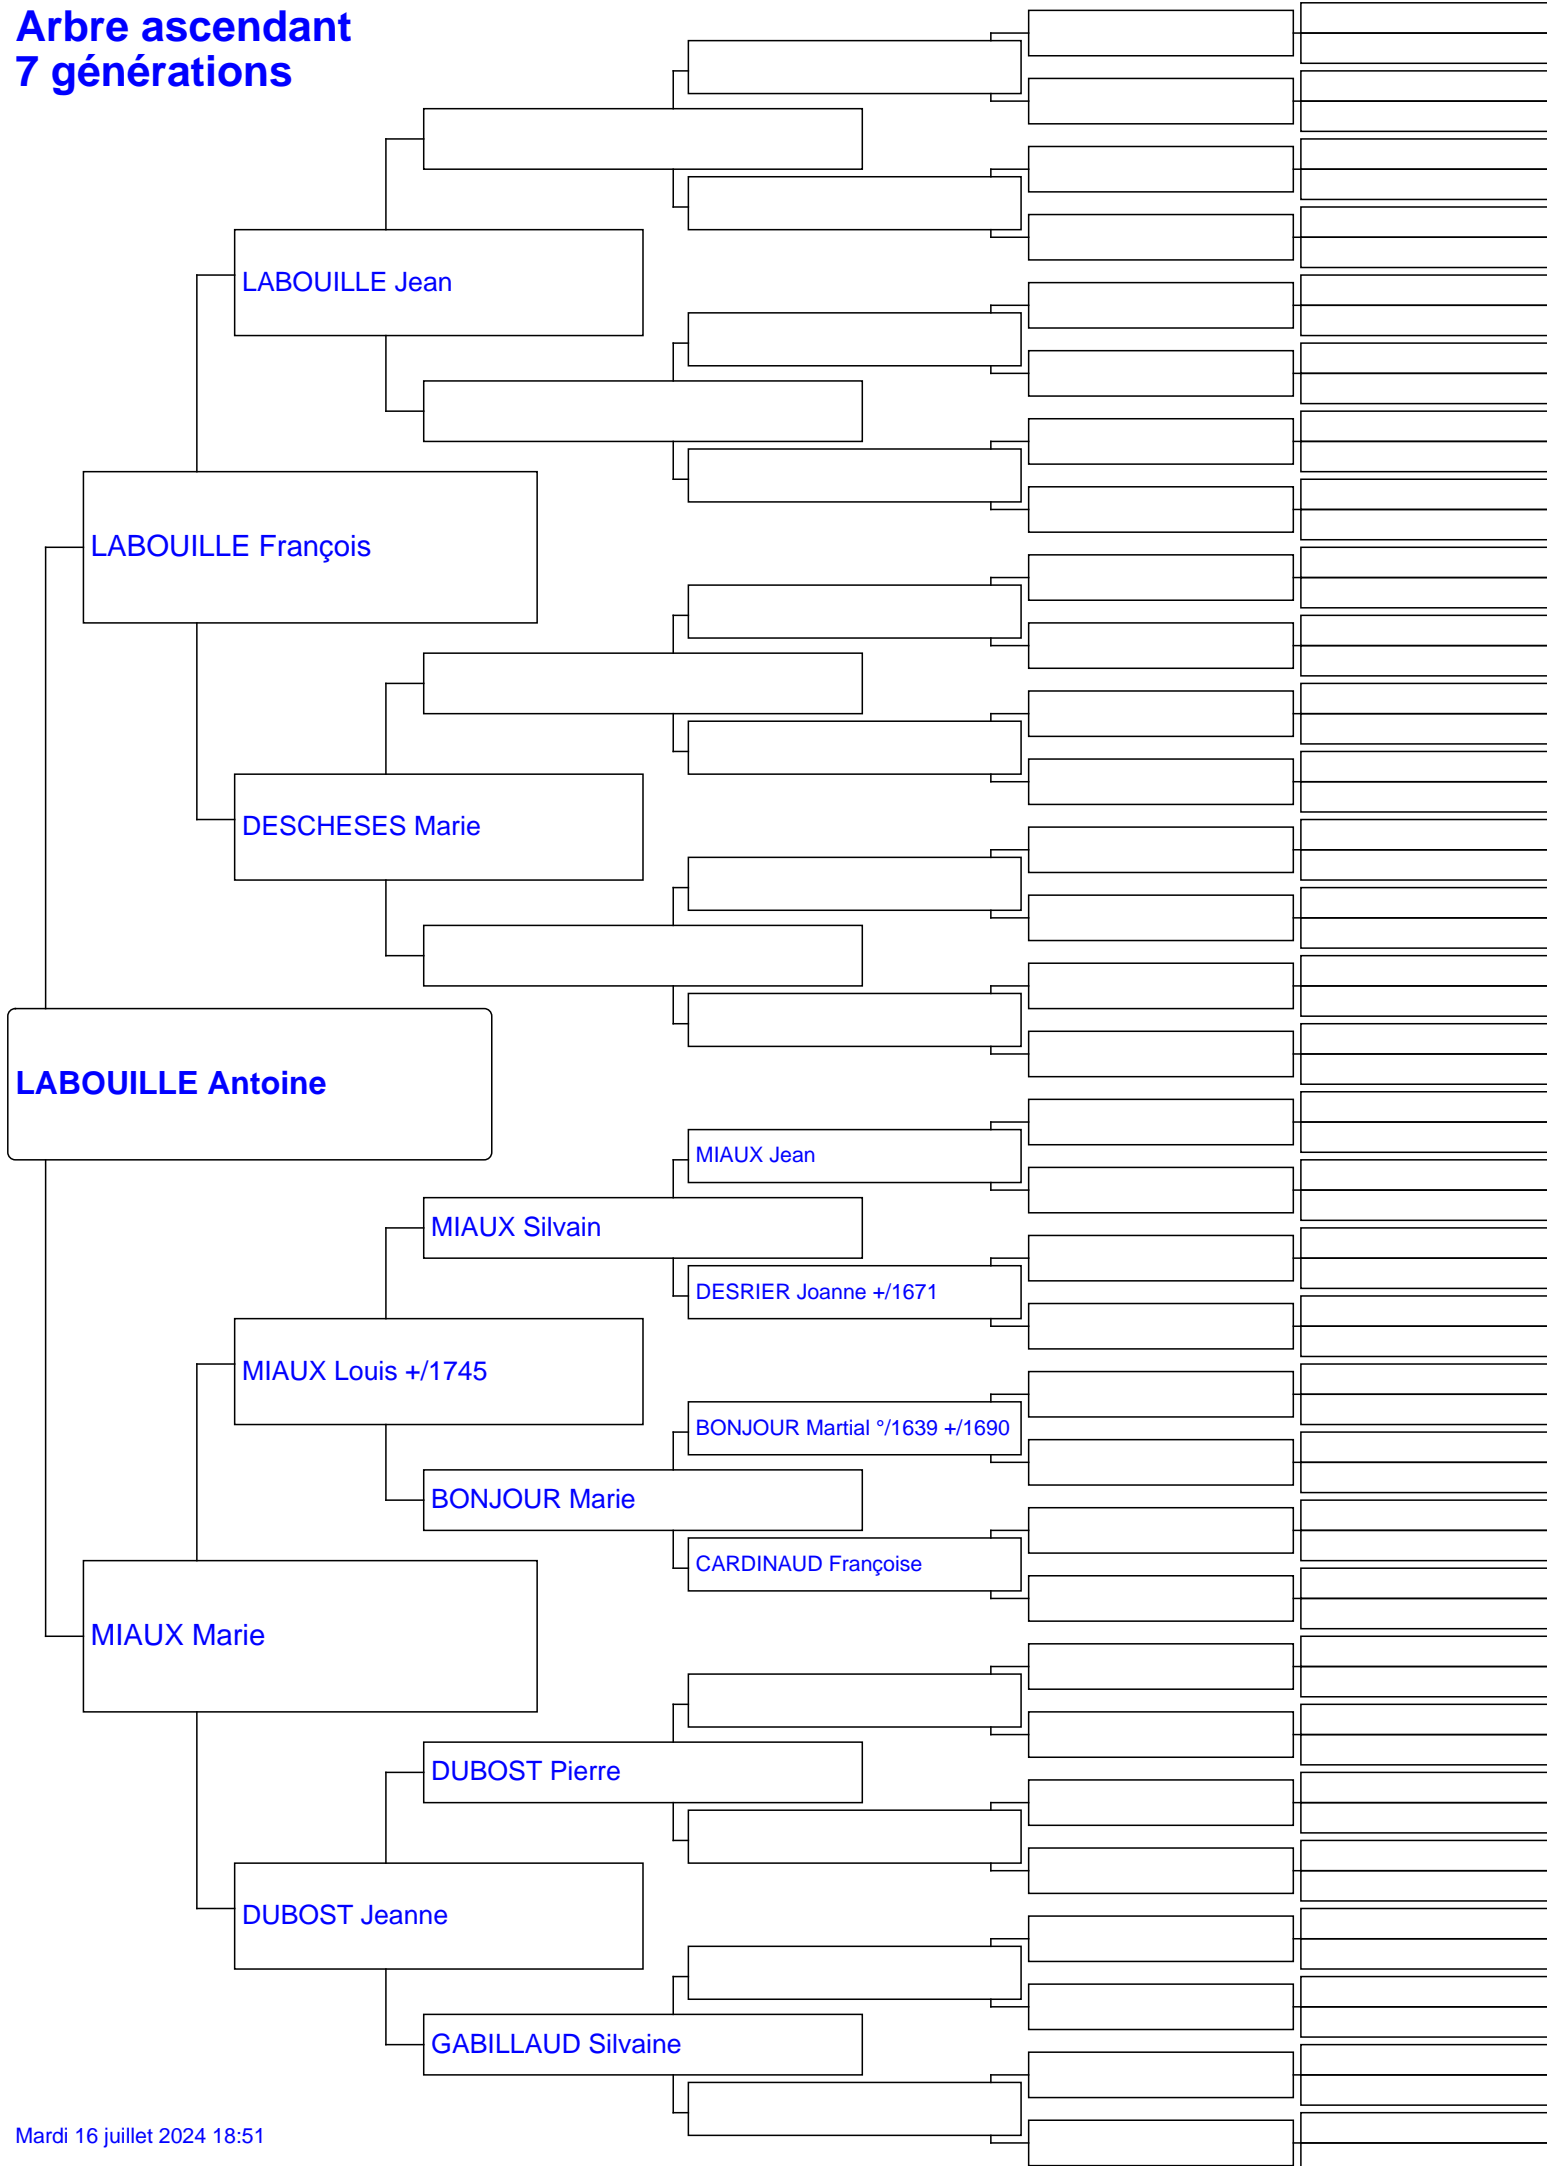 Arbre ascendant
7 générations
LABOUILLE Jean
LABOUILLE François
DESCHESES Marie
LABOUILLE Antoine
MIAUX Jean
MIAUX Silvain
DESRIER Joanne +/1671
MIAUX Louis +/1745
BONJOUR Martial °/1639 +/1690
BONJOUR Marie
CARDINAUD Françoise
MIAUX Marie
DUBOST Pierre
DUBOST Jeanne
GABILLAUD Silvaine
Mardi 16 juillet 2024 18:51